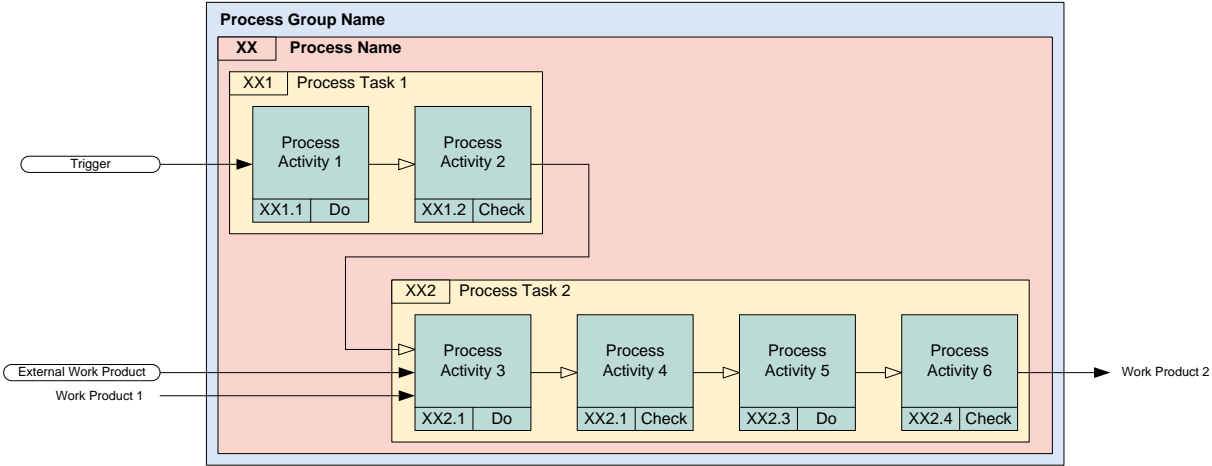 Process Group Name
XX Process Name
XX1 Process Task 1
Process
Activity 1
Process
Activity 2
Trigger
XX1.1 Do
XX1.2 Check
XX2 Process Task 2
Process
Activity 3
Process
Activity 4
Process
Activity 5
Process
Activity 6
External Work Product
Work Product 2
Work Product 1
XX2.1 Do
XX2.1 Check
XX2.3 Do
XX2.4 Check